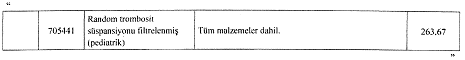 “
705441
Random trombosit
süspansiyonu filtrelenmiş
(pediatrik)
Tüm malzemeler dahil.
263.67
”